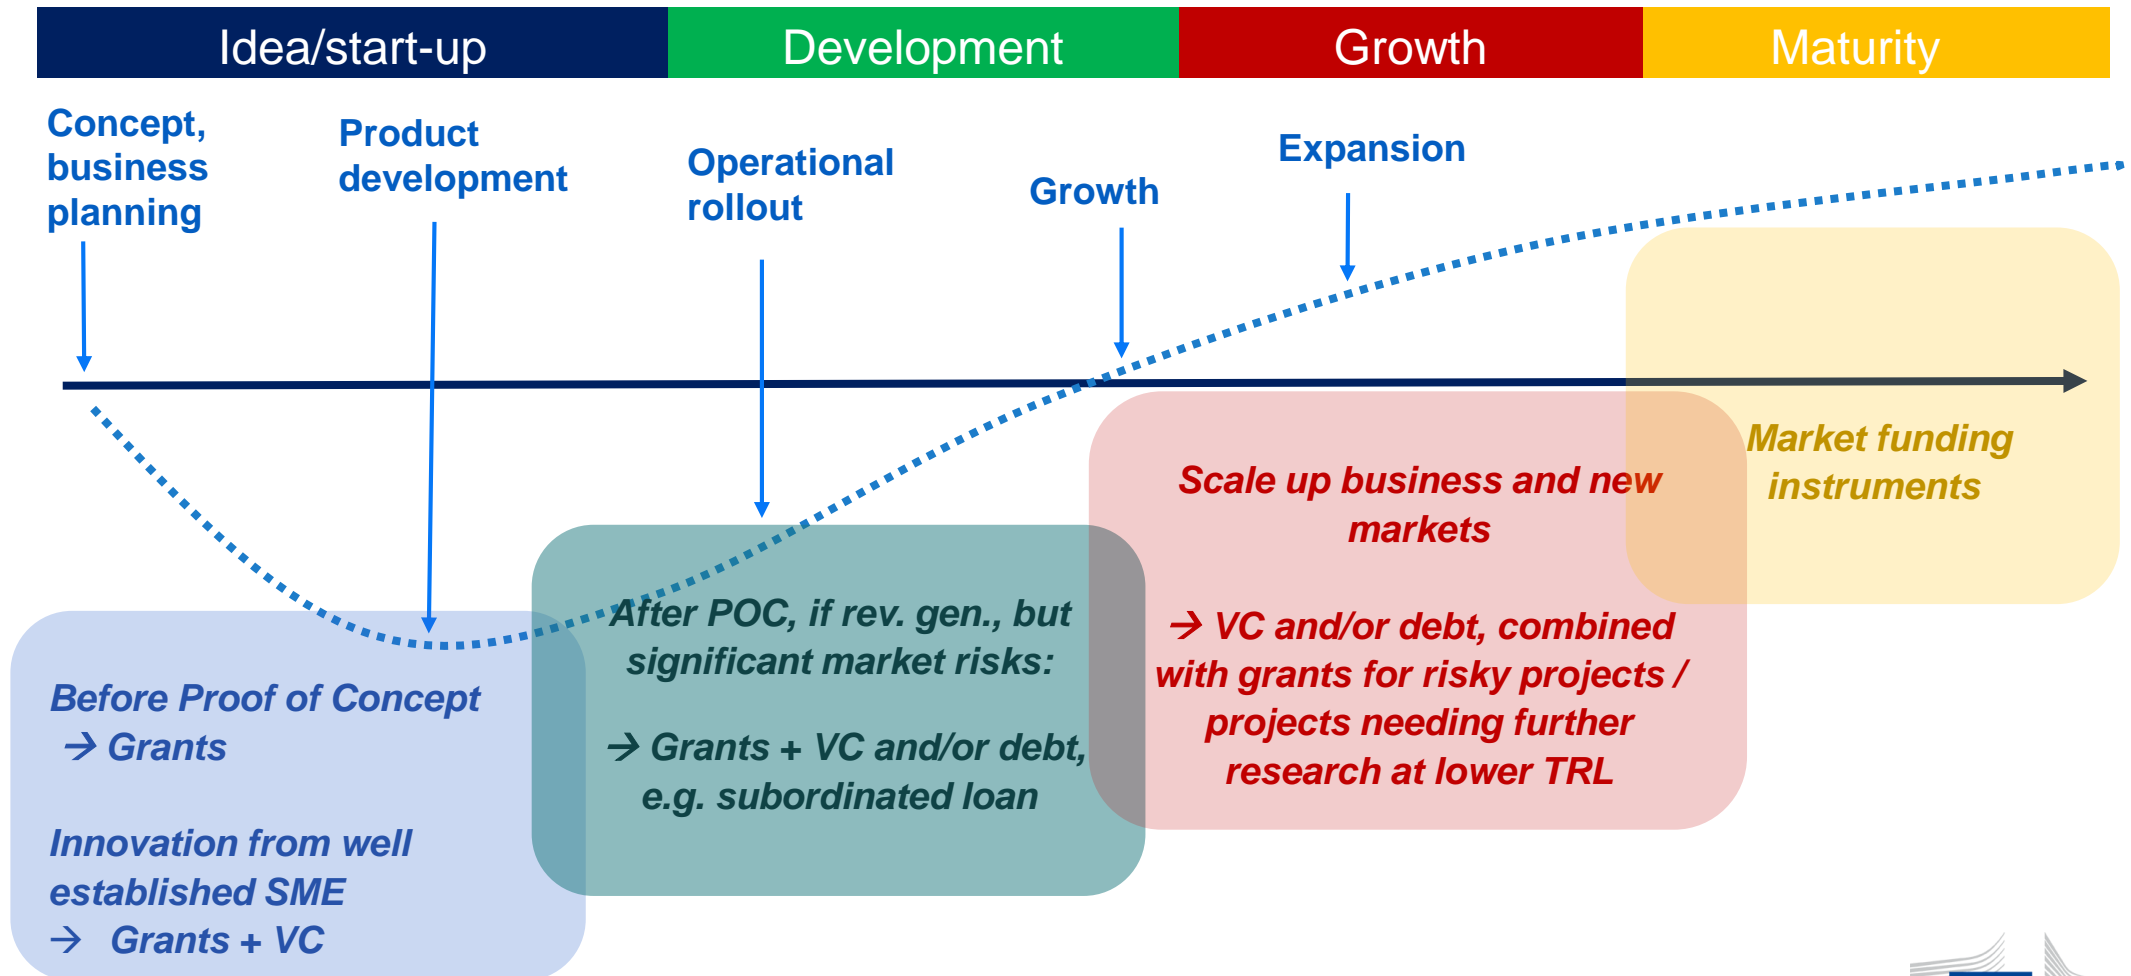 Idea/start-up
Development
Growth
Maturity
Concept,
business
planning
Product
development
Operational
rollout
Growth
Expansion
Before Proof of Concept
→ Grants
Innovation from well
established SME
→ Grants + VC
After POC, if rev. gen., but
significant market risks:
→ Grants + VC and/or debt,
e.g. subordinated loan
Scale up business and new
markets
→ VC and/or debt, combined
with grants for risky projects /
projects needing further
research at lower TRL
Market funding
instruments